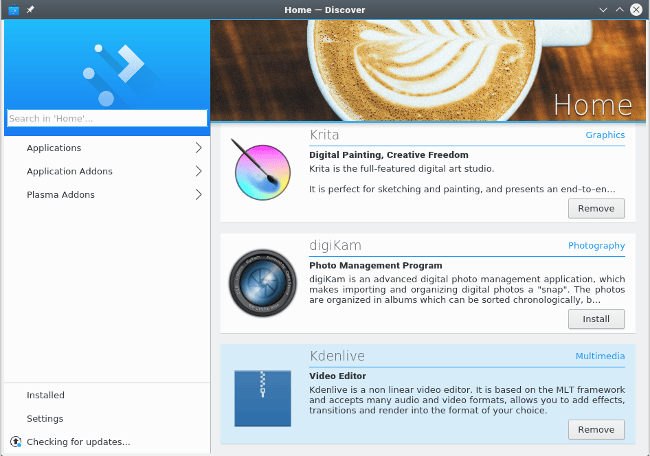 Home — Discover
Search in 'Home'...
Home
Applications
Application Addons
Plasma Addons
Krita
Graphics
Digital Painting, Creative Freedom
Krita is the full-featured digital art studio.
It is perfect for sketching and painting, and presents an end–to–en...
Remove
digiKam
Photography
Photo Management Program
digiKam is an advanced digital photo management application, which
makes importing and organizing digital photos a "snap". The photos
are organized in albums which can be sorted chronologically, b...
Install
Kdenlive
Multimedia
Video Editor
Kdenlive is a non linear video editor. It is based on the MLT framework
and accepts many audio and video formats, allows you to add effects,
transitions and render into the format of your choice.
Remove
Installed
Settings
Checking for updates...